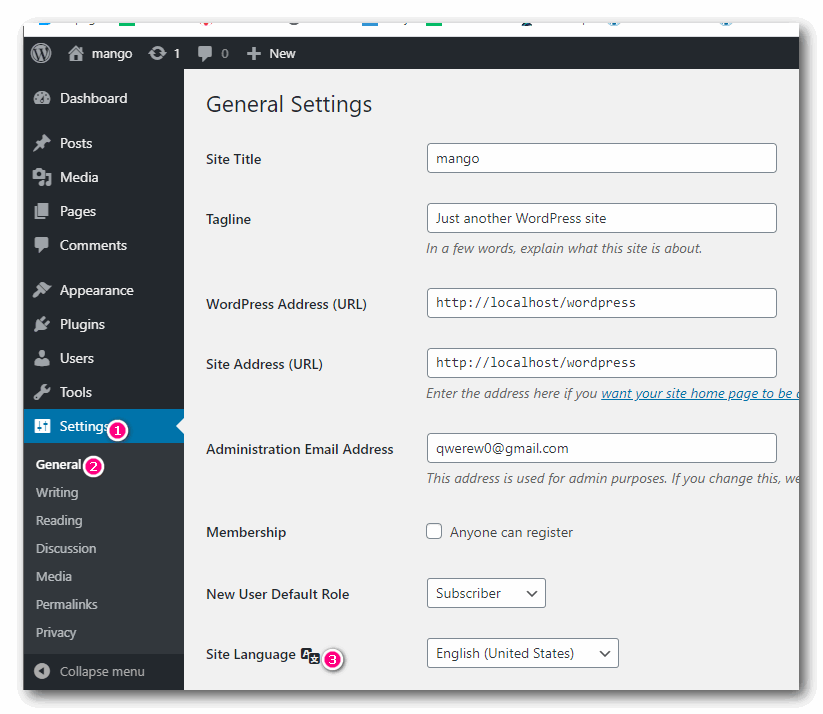 mango 1 0 + New
Dashboard
Posts
Media
Pages
Comments
Appearance
Plugins
Users
Tools
Settings 1
General 2
Writing
Reading
Discussion
Media
Permalinks
Privacy
Collapse menu
General Settings
Site Title mango
Tagline Just another WordPress site
In a few words, explain what this site is about.
WordPress Address (URL) http://localhost/wordpress
Site Address (URL) http://localhost/wordpress
Enter the address here if you want your site home page to be
Administration Email Address qwerew0@gmail.com
This address is used for admin purposes. If you change this, we
Membership Anyone can register
New User Default Role Subscriber
Site Language 3 English (United States)